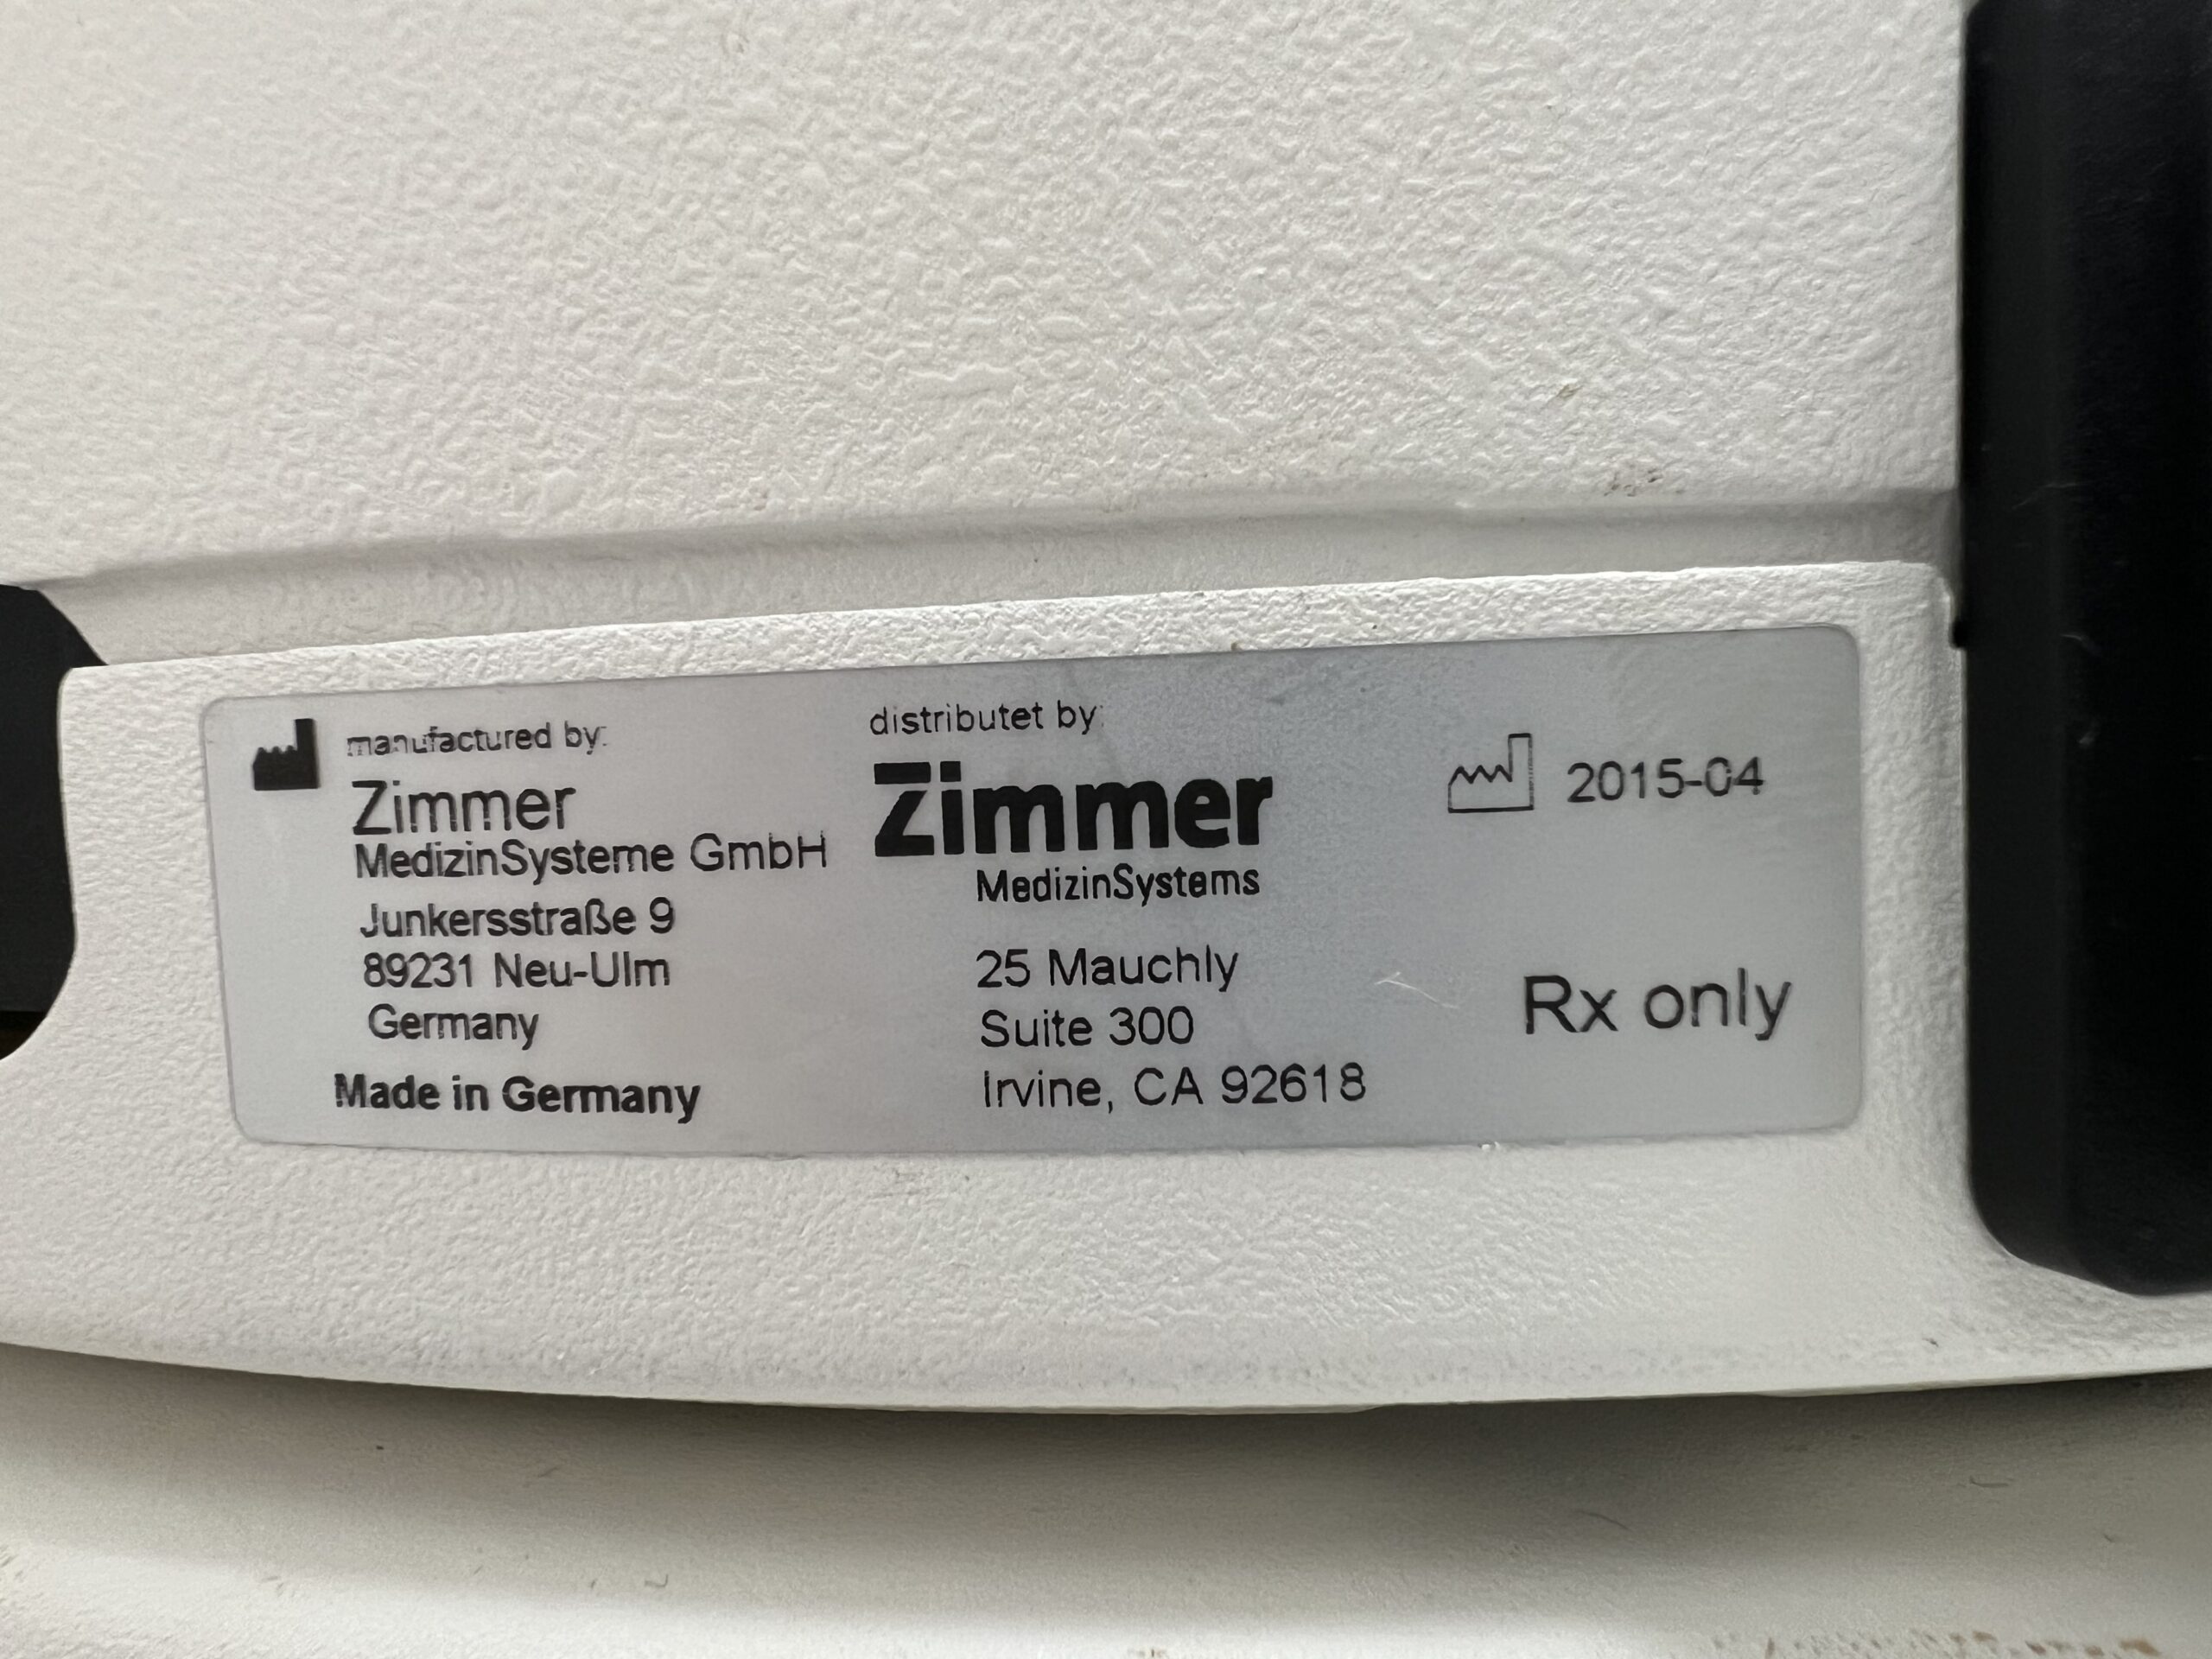 manufactured by:
Zimmer
MedizinSysteme GmbH
Junkersstraße 9
89231 Neu-Ulm
Germany
Made in Germany
distributet by:
Zimmer
MedizinSystems
25 Mauchly
Suite 300
Irvine, CA 92618
2015-04
Rx only